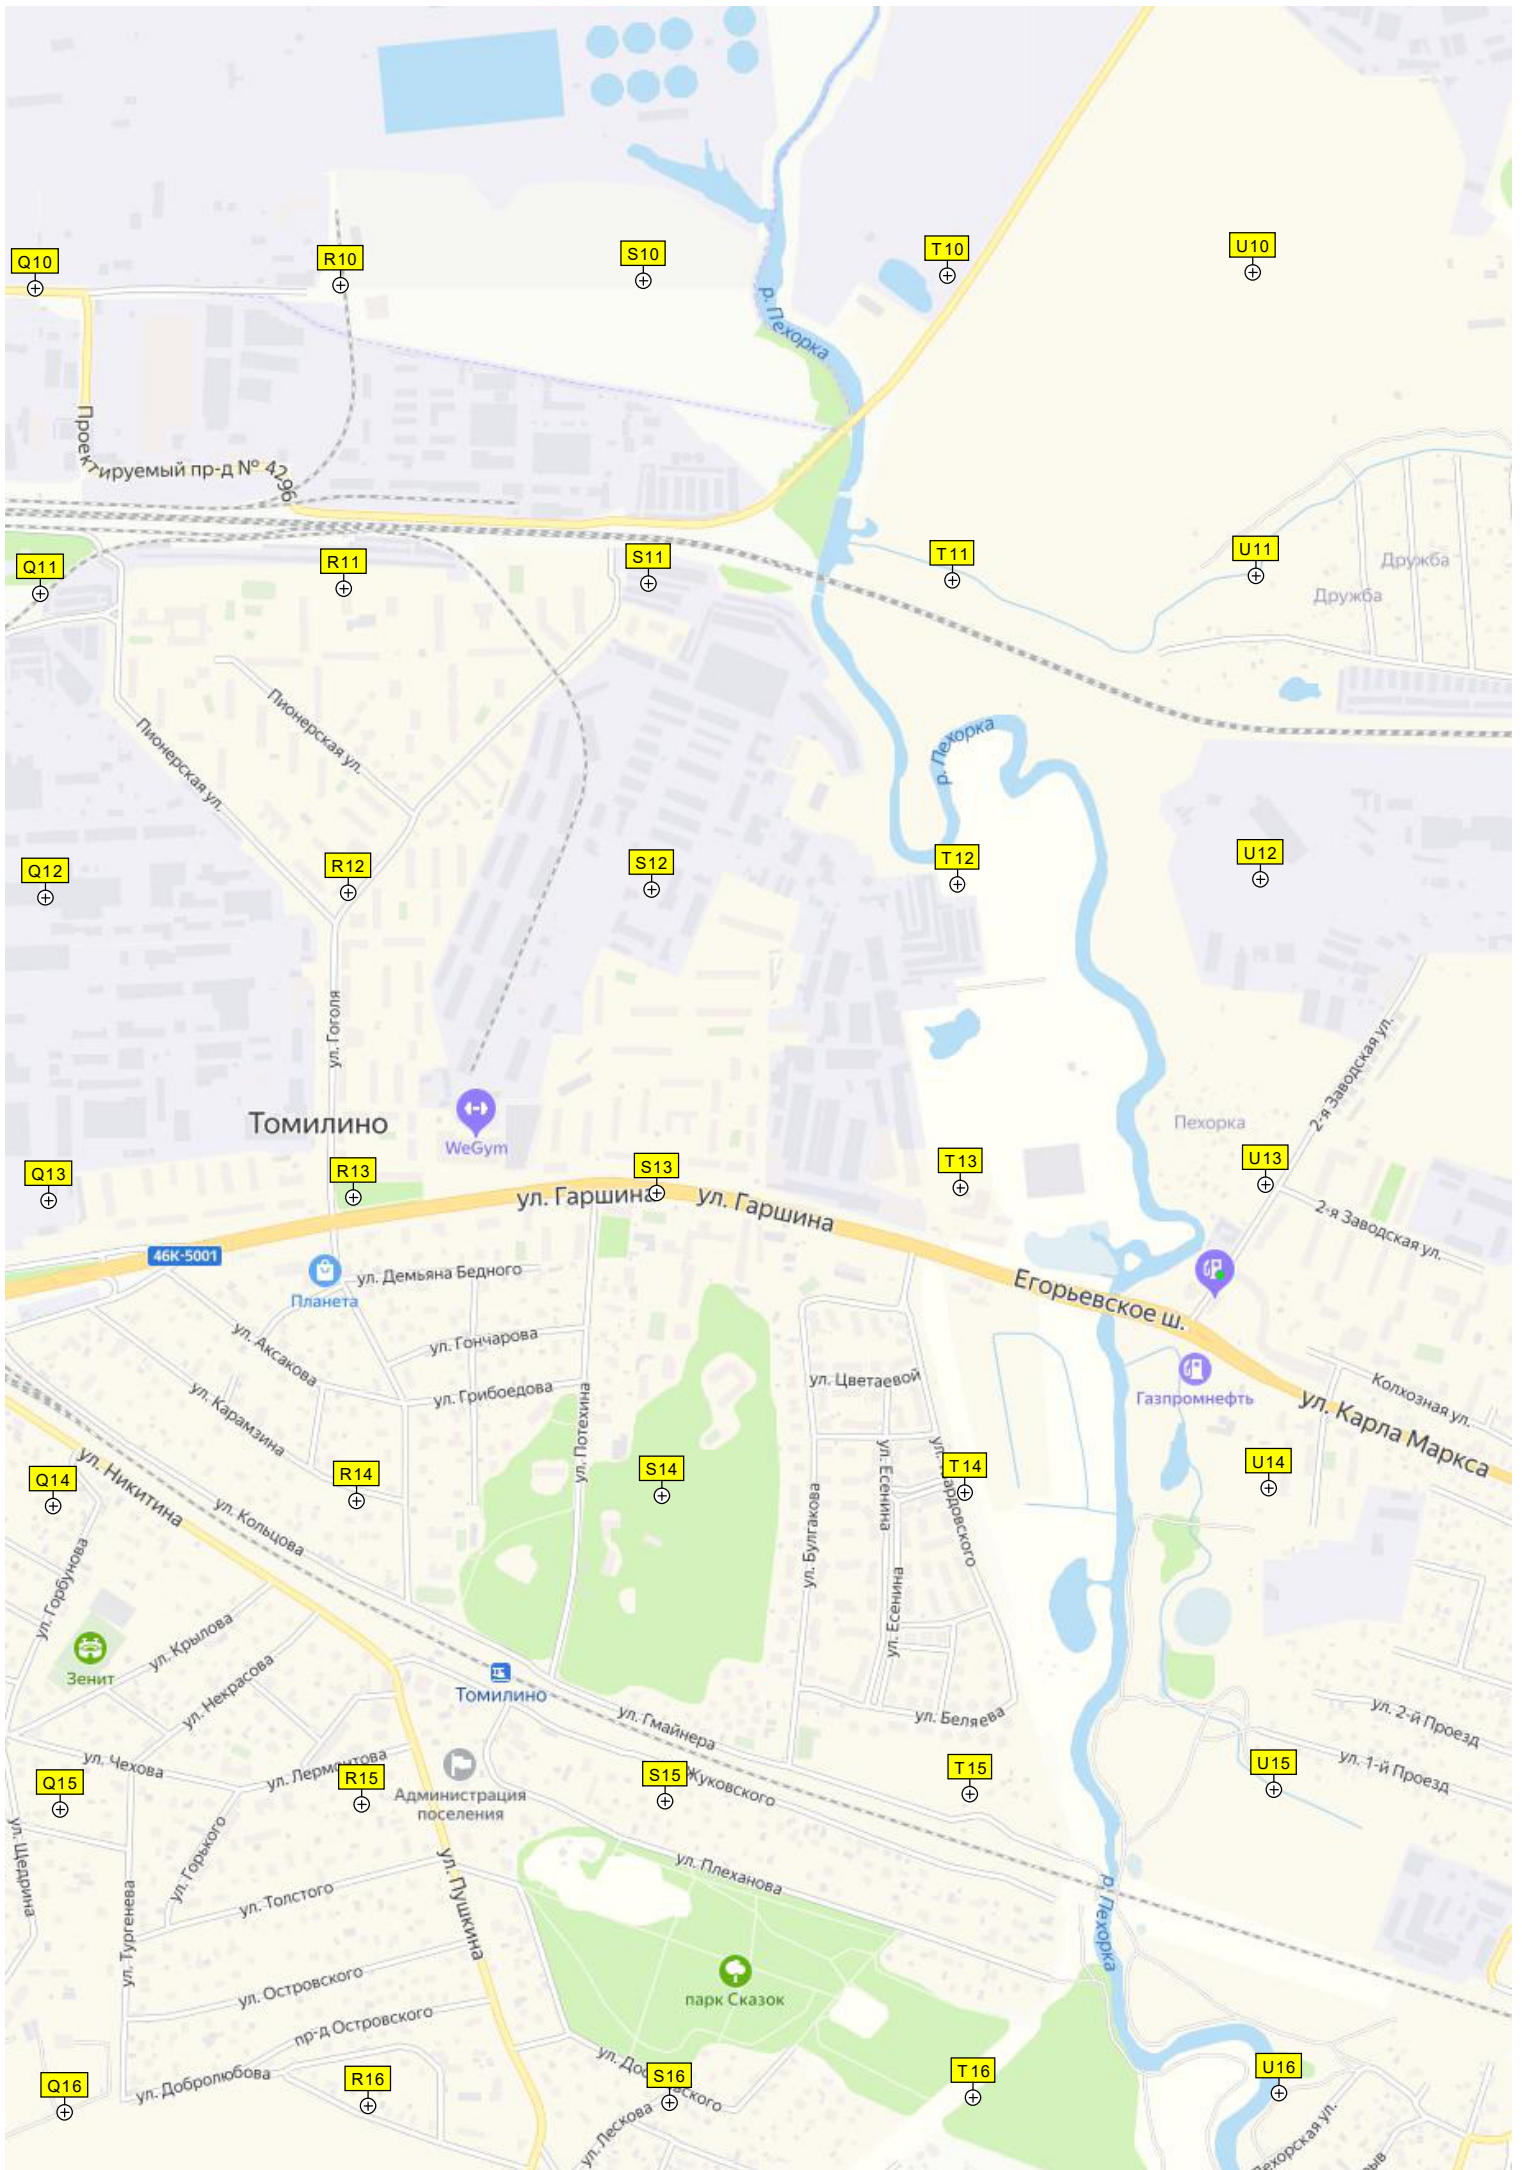 Q10
R10
S10
T10
U10
р. Пехорка
Проектируемый пр-д № 4296
Q11
R11
S11
T11
U11
Дружба
Дружба
Пионерская ул.
Пионерская ул.
р. Пехорка
Q12
R12
S12
T12
U12
ул. Гоголя
2-я Заводская ул.
Томилино
WeGym
Пехорка
Q13
R13
S13
T13
U13
ул. Гаршина
ул. Гаршина
2-я Заводская ул.
46К-5001
Планета
ул. Демьяна Бедного
Егорьевское ш.
ул. Аксакова
ул. Гончарова
ул. Грибоедова
ул. Цветаевой
Газпромнефть
Колхозная ул.
ул. Карла Маркса
ул. Карамзина
ул. Потехина
Q14
R14
S14
T14
U14
ул. Никитина
ул. Кольцова
ул. Булгакова
ул. Есенина
ул.
рдовского
ул. Горбунова
ул. Есенина
ул. Крылова
Зенит
ул. Некрасова
Томилино
ул. Гмайнера
ул. Беляева
ул. 2-й Проезд
ул. Чехова
ул. Лермонтова
Администрация
поселения
Жуковского
ул. 1-й Проезд
Q15
R15
S15
T15
U15
ул. Щедрина
ул. Горького
ул. Пушкина
ул. Плеханова
ул. Толстого
ул. Тургенева
р. Пехорка
ул. Островского
парк Сказок
пр-д Островского
ул. Добролюбова
Q16
R16
S16
T16
U16
ул. До
ского
ул. Лескова
Пехорская ул.